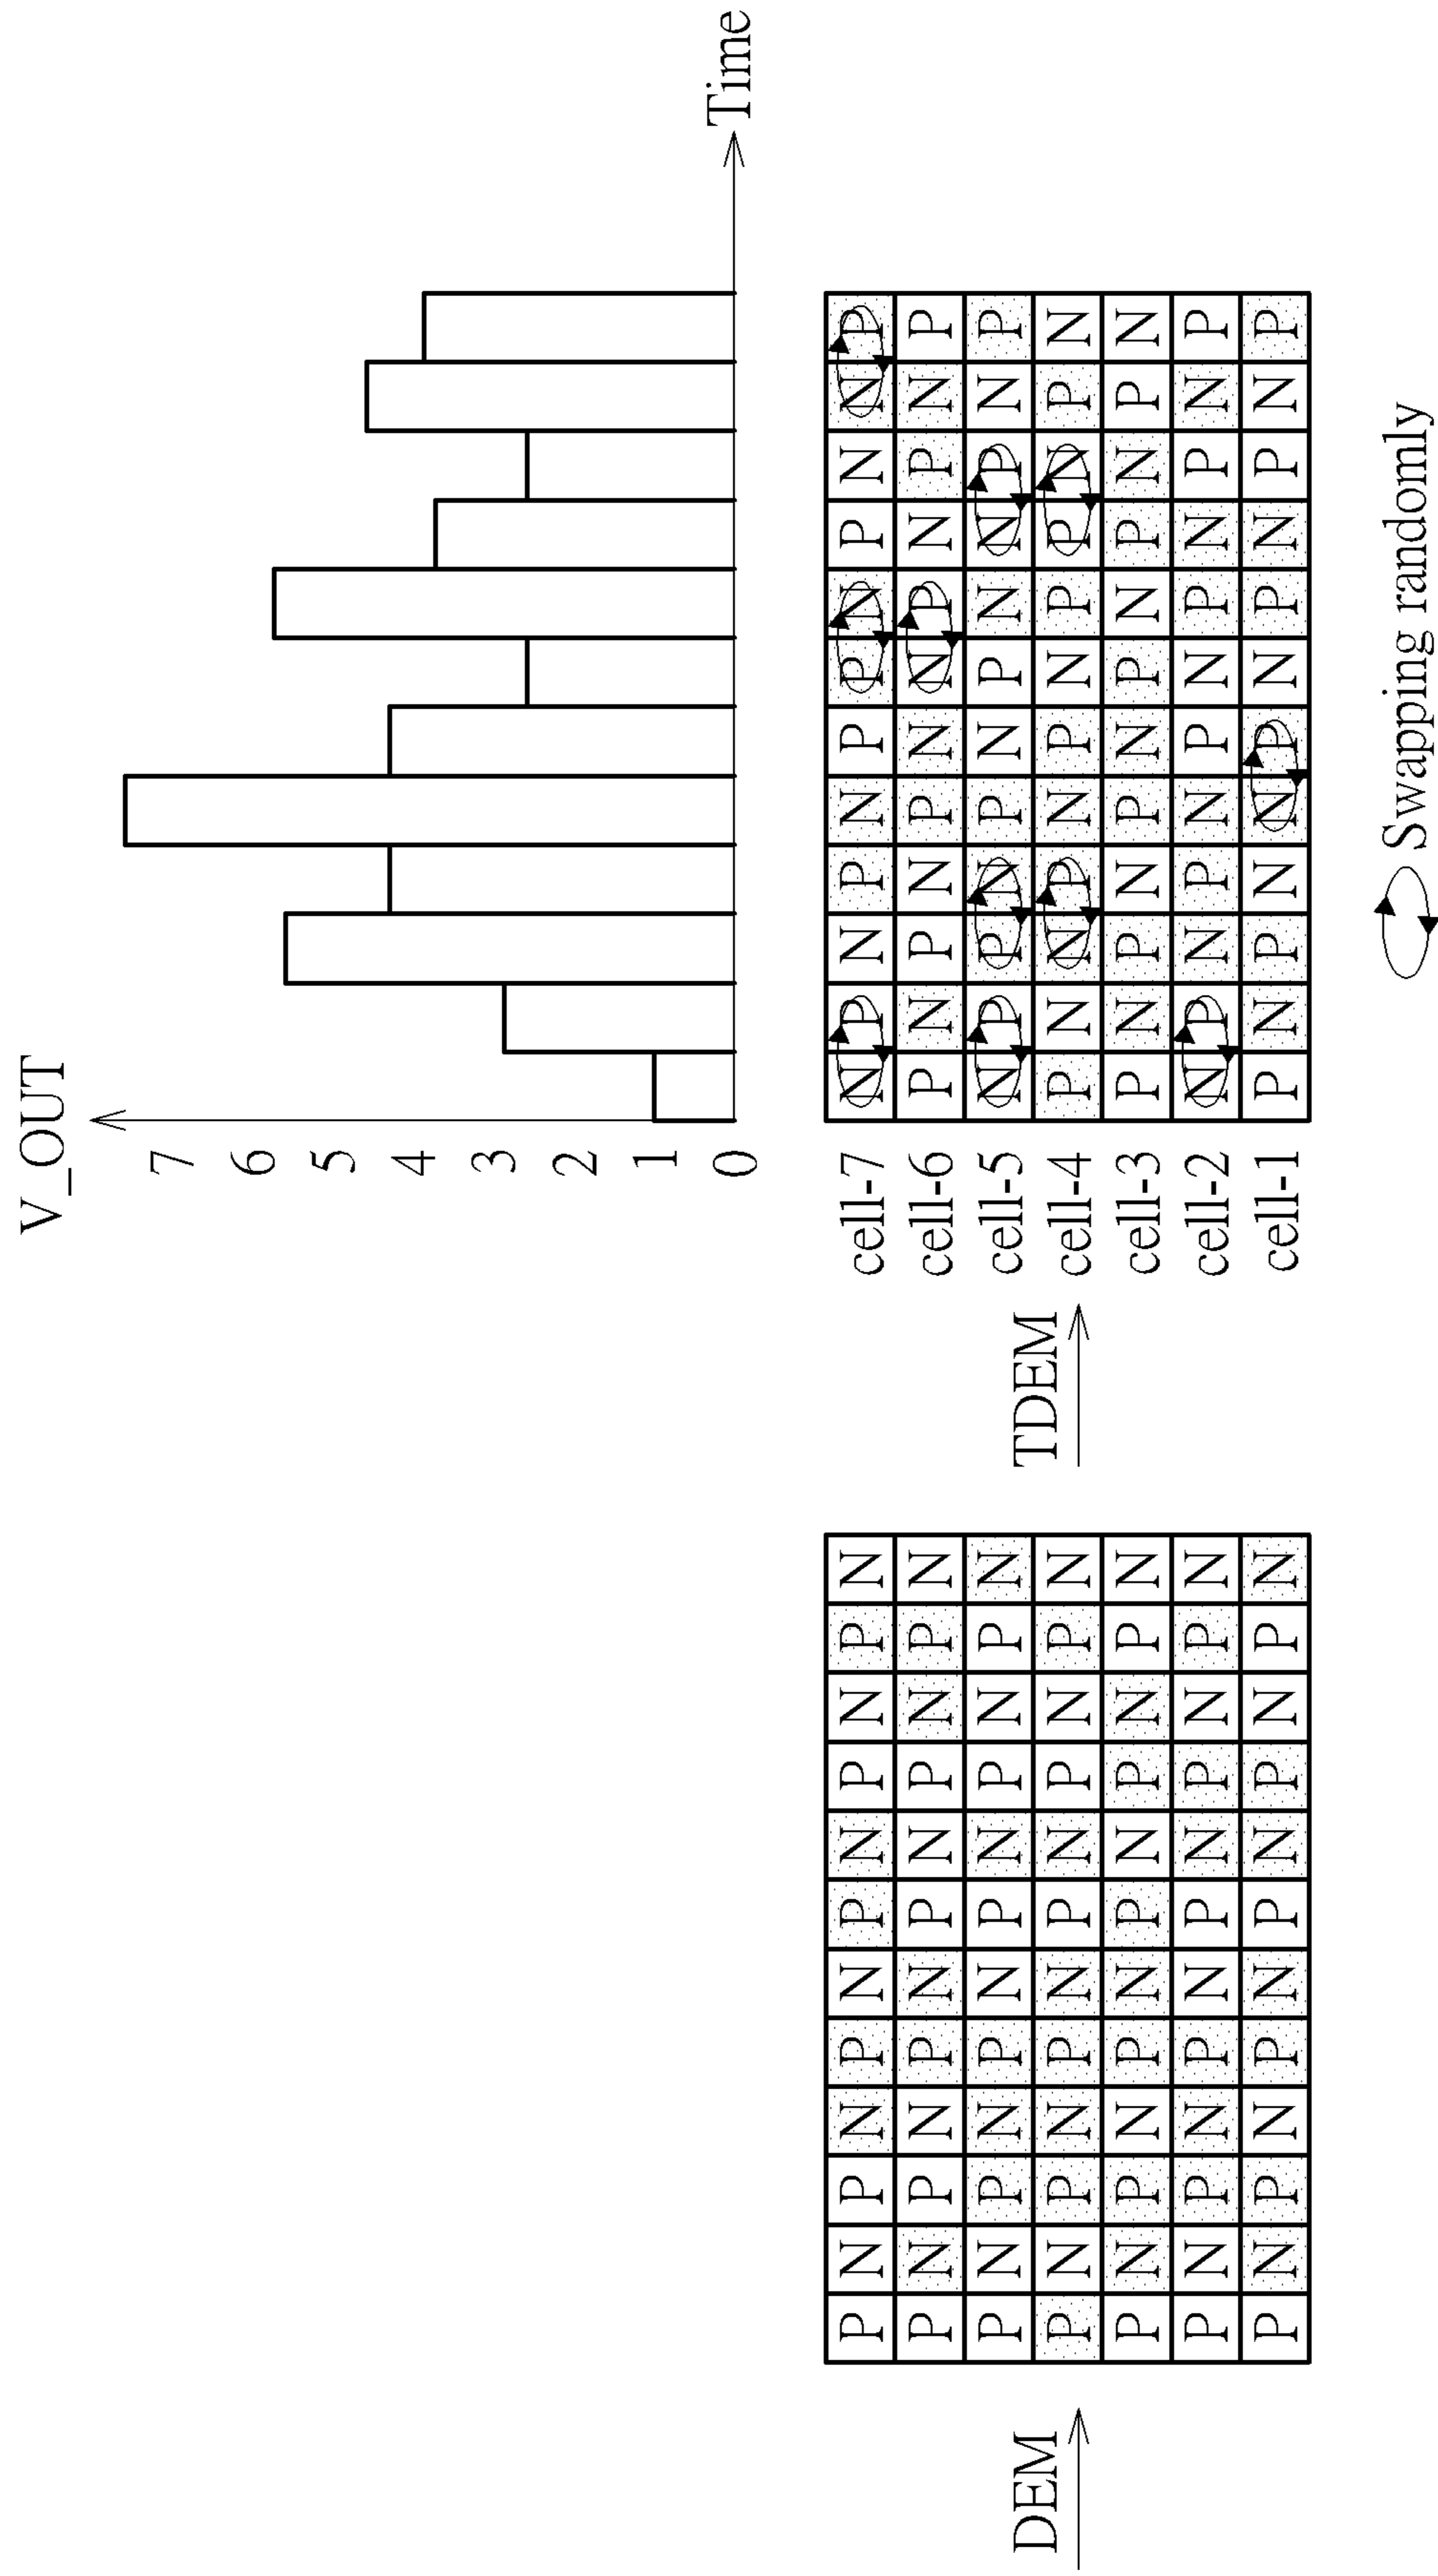 V_OUT
7
6
5
4
3
2
1
0
Time
P N P N P N P N P N P N
cell-7 N P N P N P P N P N N P
P N P N P N P N P N P N
cell-6 P N P N P N N P N P N P
P N P N P N P N P N P N
cell-5 N P P N P N P N N P N P
DEM
TDEM
P N P N P N P N P N P N
cell-4 P N N P N P N P P N P N
P N P N P N P N P N P N
cell-3 P N P N P N P N P N P N
P N P N P N P N P N P N
cell-2 N P N P N P N P N P N P
P N P N P N P N P N P N
cell-1 P N P N N P N P N P N P
Swapping randomly